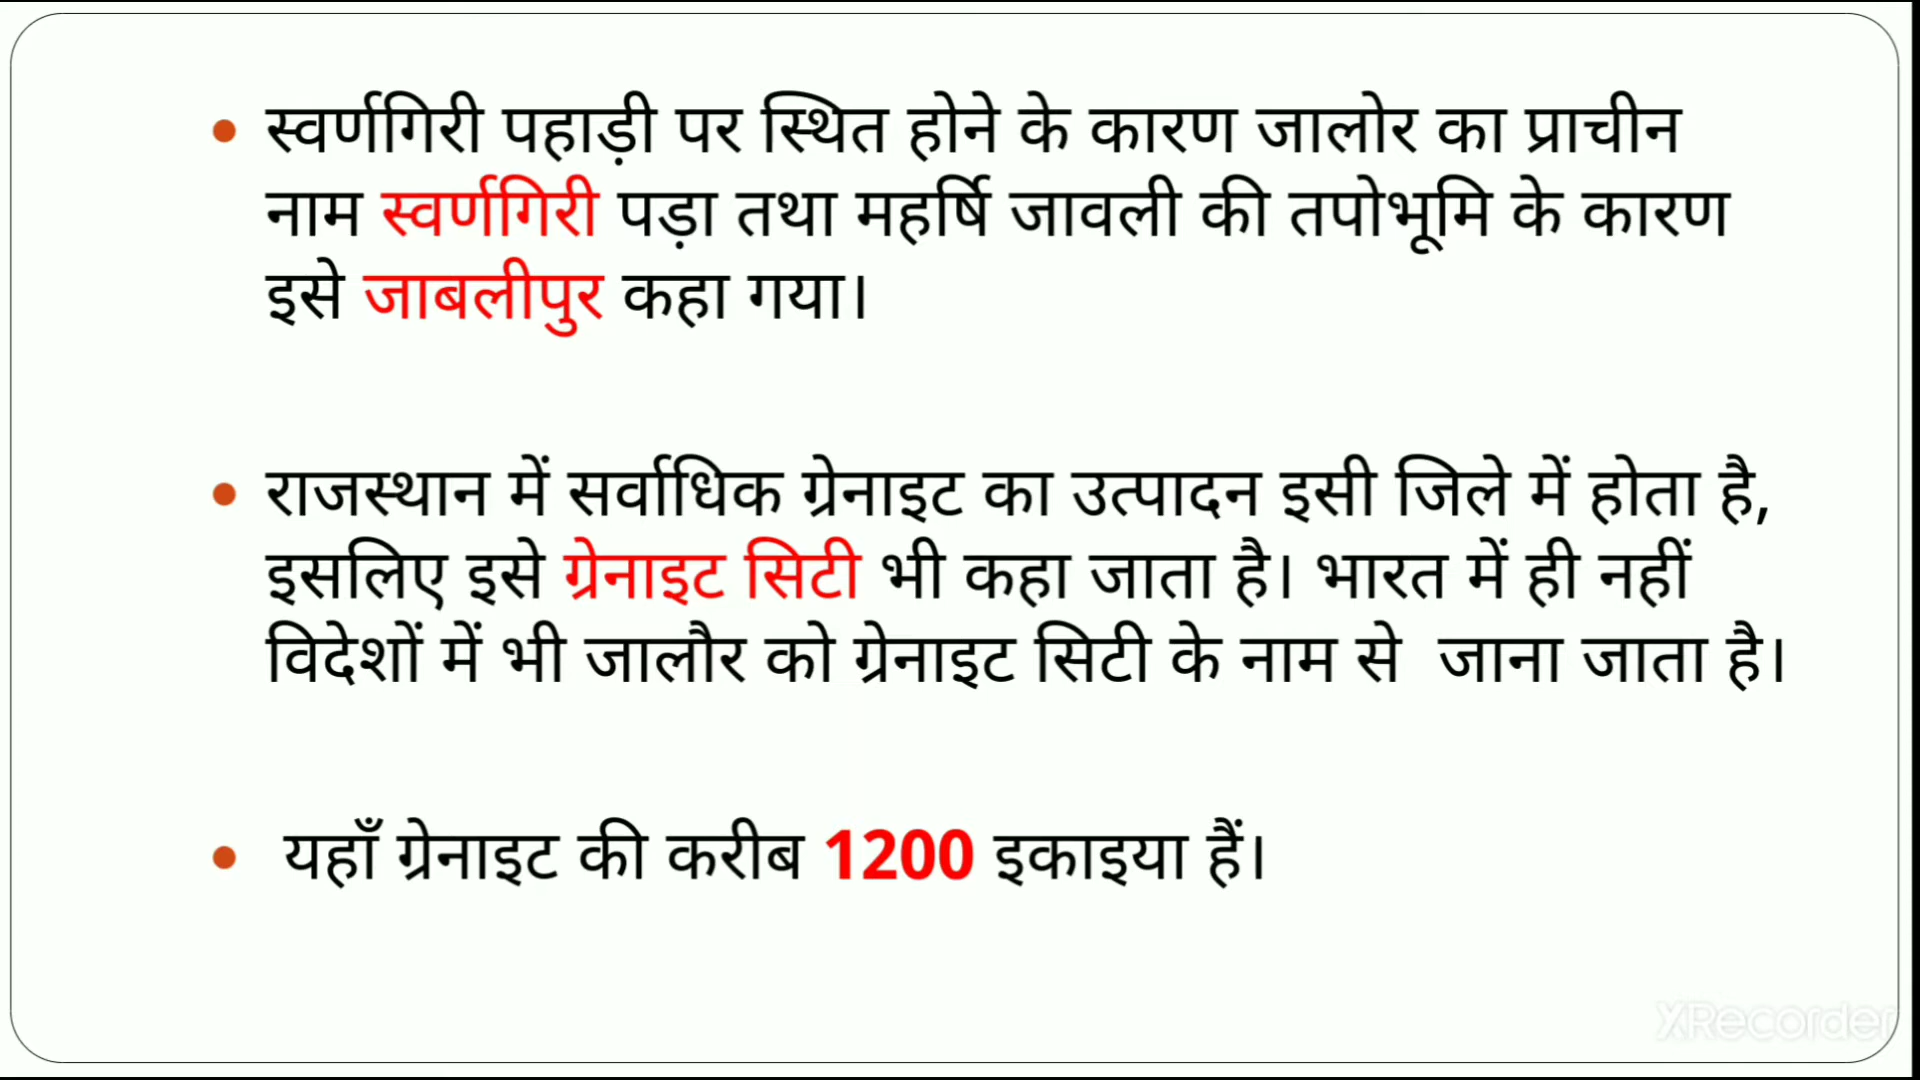 • स्वर्णगिरी पहाड़ी पर स्थित होने के कारण जालोर का प्राचीन
नाम स्वर्णगिरी पड़ा तथा महर्षि जावली की तपोभूमि के कारण
इसे जाबलीपुर कहा गया।
• राजस्थान में सर्वाधिक ग्रेनाइट का उत्पादन इसी जिले में होता है,
इसलिए इसे ग्रेनाइट सिटी भी कहा जाता है। भारत में ही नहीं
विदेशों में भी जालौर को ग्रेनाइट सिटी के नाम से जाना जाता है।
• यहाँ ग्रेनाइट की करीब 1200 इकाइया हैं।
XRecorder